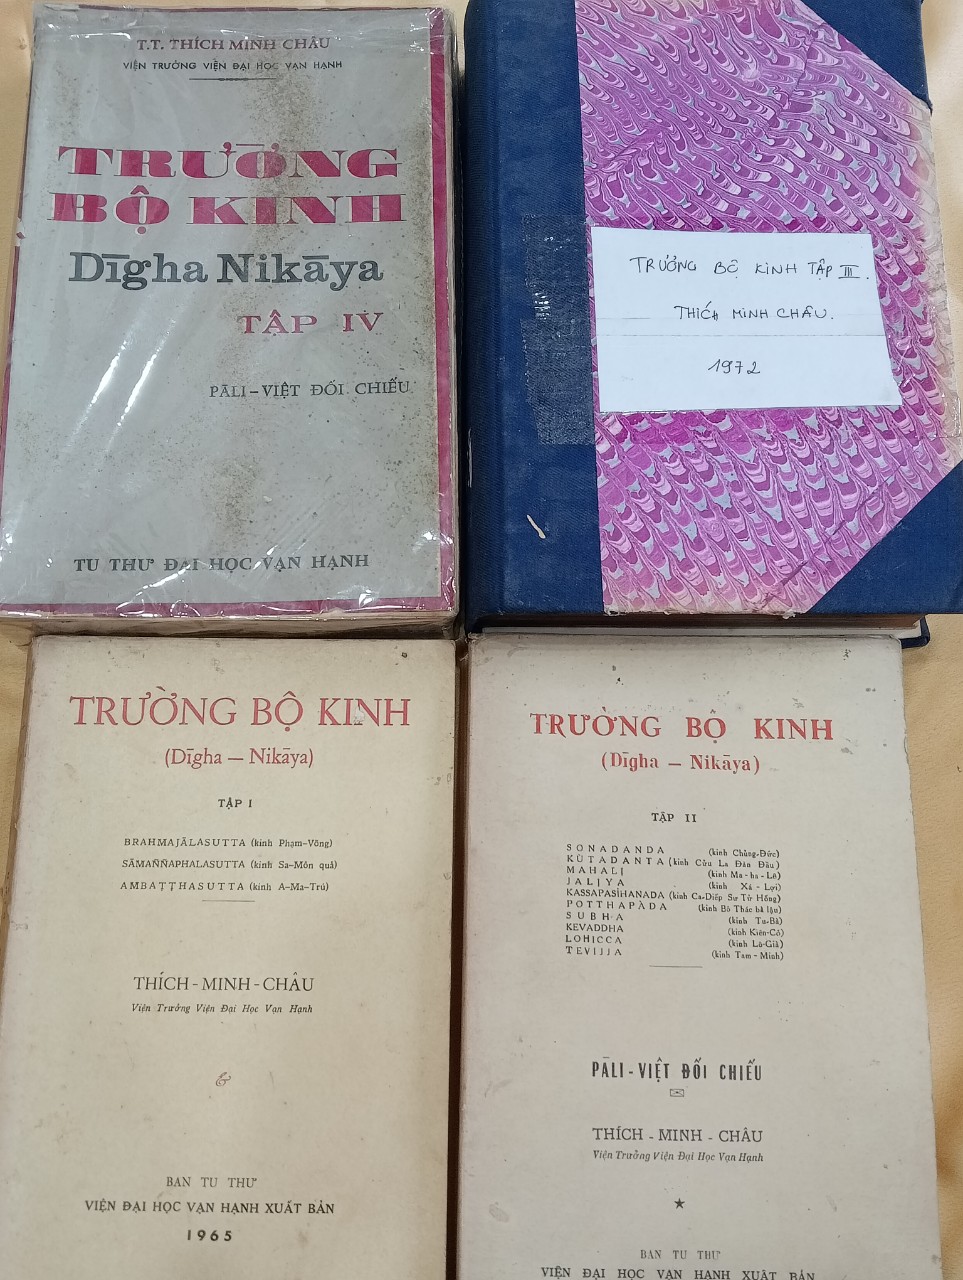 T.T. THÍCH MINH CHÂU
VIỆN TRƯỞNG VIỆN ĐẠI HỌC VẠN HẠNH
TRƯỜNG
BỘ KINH
Dīgha Nikāya
TẬP IV
PĀLI - VIỆT ĐỐI CHIẾU
TU THƯ ĐẠI HỌC VẠN HẠNH
TRƯỜNG BỘ KINH TẬP III.
THÍCH MINH CHÂU.
1972
TRƯỜNG BỘ KINH
(Dīgha — Nikāya)
TẬP I
BRAHMAJĀLASUTTA (kinh Phạm-Võng)
SĀMAÑÑAPHALASUTTA (kinh Sa-Môn quả)
AMBAṬṬHASUTTA (kinh A-Ma-Trú)
THÍCH - MINH - CHÂU
Viện Trưởng Viện Đại Học Vạn Hạnh
BAN TU THƯ
VIỆN ĐẠI HỌC VẠN HẠNH XUẤT BẢN
1965
TRƯỜNG BỘ KINH
(Dīgha — Nikāya)
TẬP II
SONADANDA (kinh Chủng-Đức)
KŪTADANTA (kinh Cứu La Đàn Đầu)
MAHALI (kinh Ma-ha-Lê)
JALIYA (kinh Xá-Lợi)
KASSAPASIHANADA (kinh Ca-Diếp Sư Tử Hống)
POTTHAPĀDA (kinh Bố Thác bà lậu)
SUBHA (kinh Tu-Bà)
KEVADDHA (kinh Kiên-Cố)
LOHICCA (kinh Lô-Già)
TEVIJJA (kinh Tam-Minh)
PĀLI - VIỆT ĐỐI CHIẾU
THÍCH - MINH - CHÂU
Viện Trưởng Viện Đại Học Vạn Hạnh
BAN TU THƯ
VIỆN ĐẠI HỌC VẠN HẠNH XUẤT BẢN